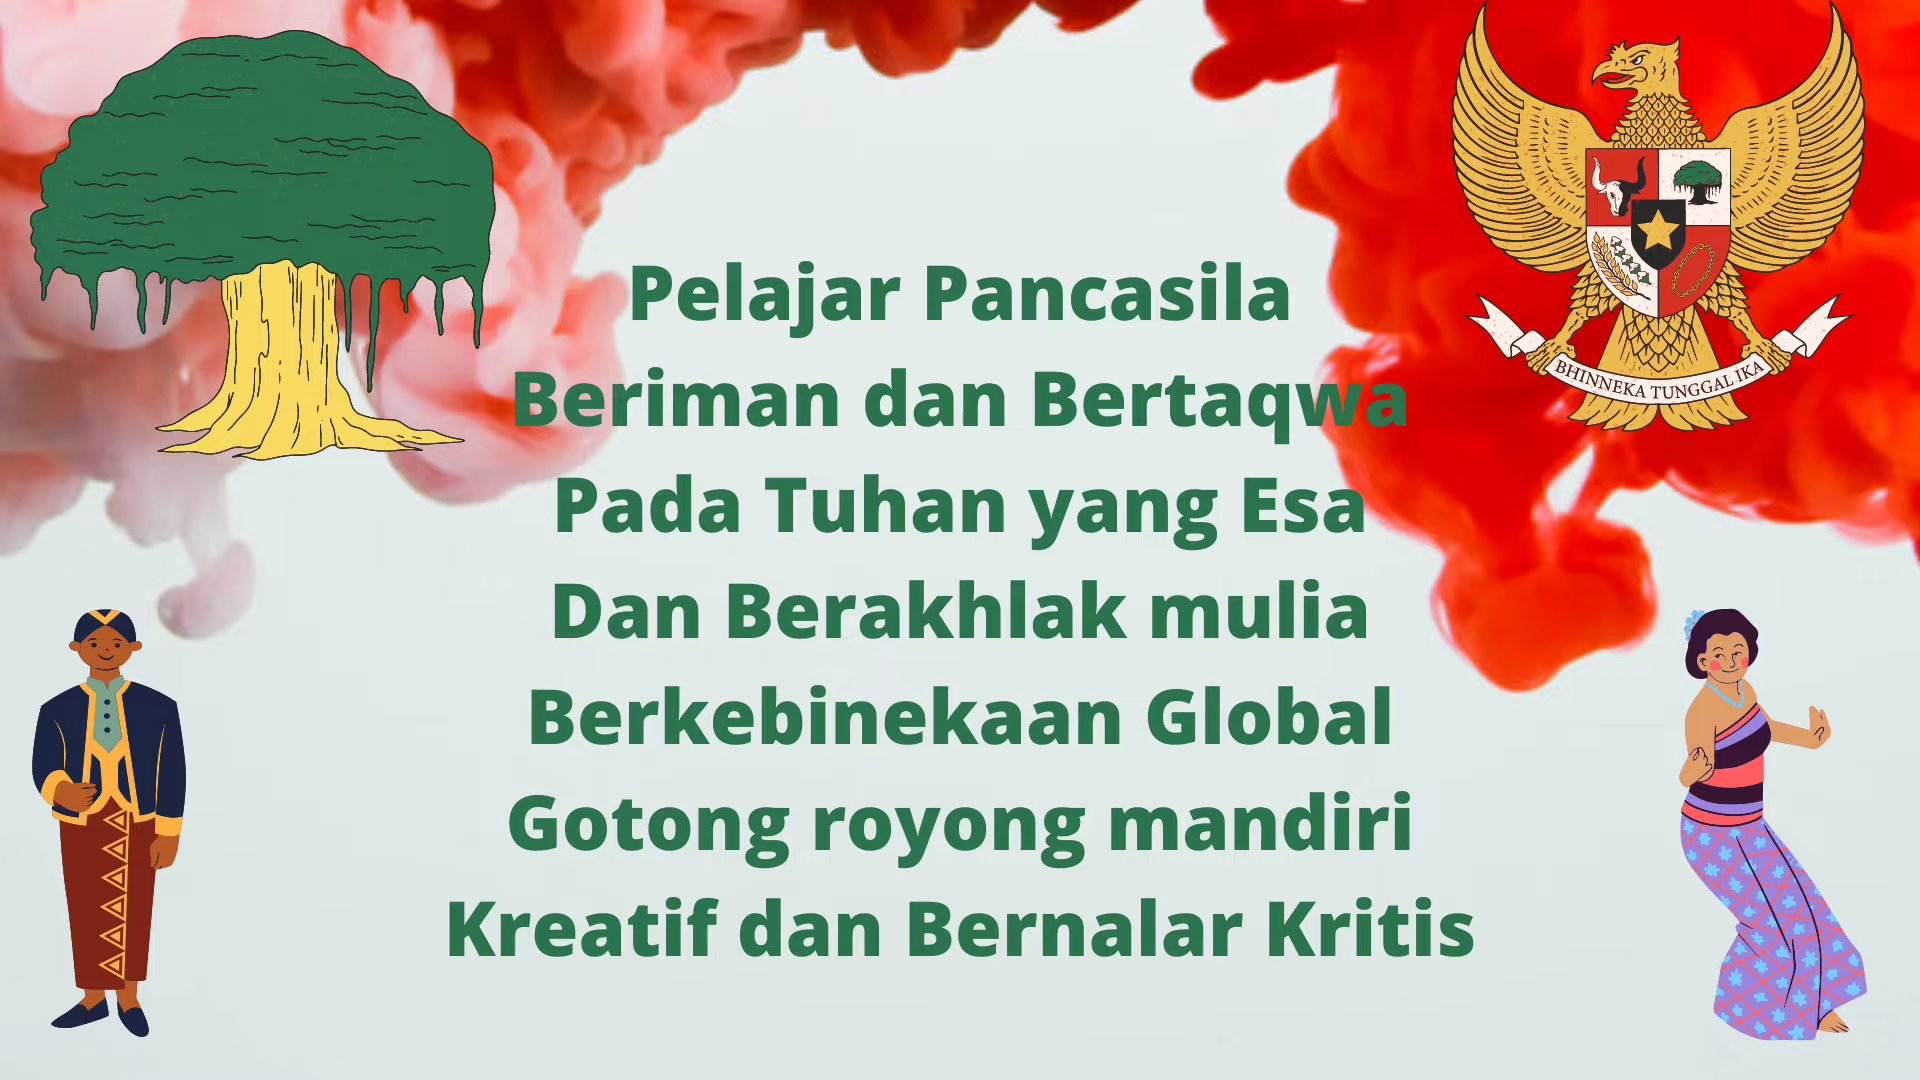 BHINNEKA TUNGGAL IKA
Pelajar Pancasila
Beriman dan Bertaqwa
Pada Tuhan yang Esa
Dan Berakhlak mulia
Berkebinekaan Global
Gotong royong mandiri
Kreatif dan Bernalar Kritis